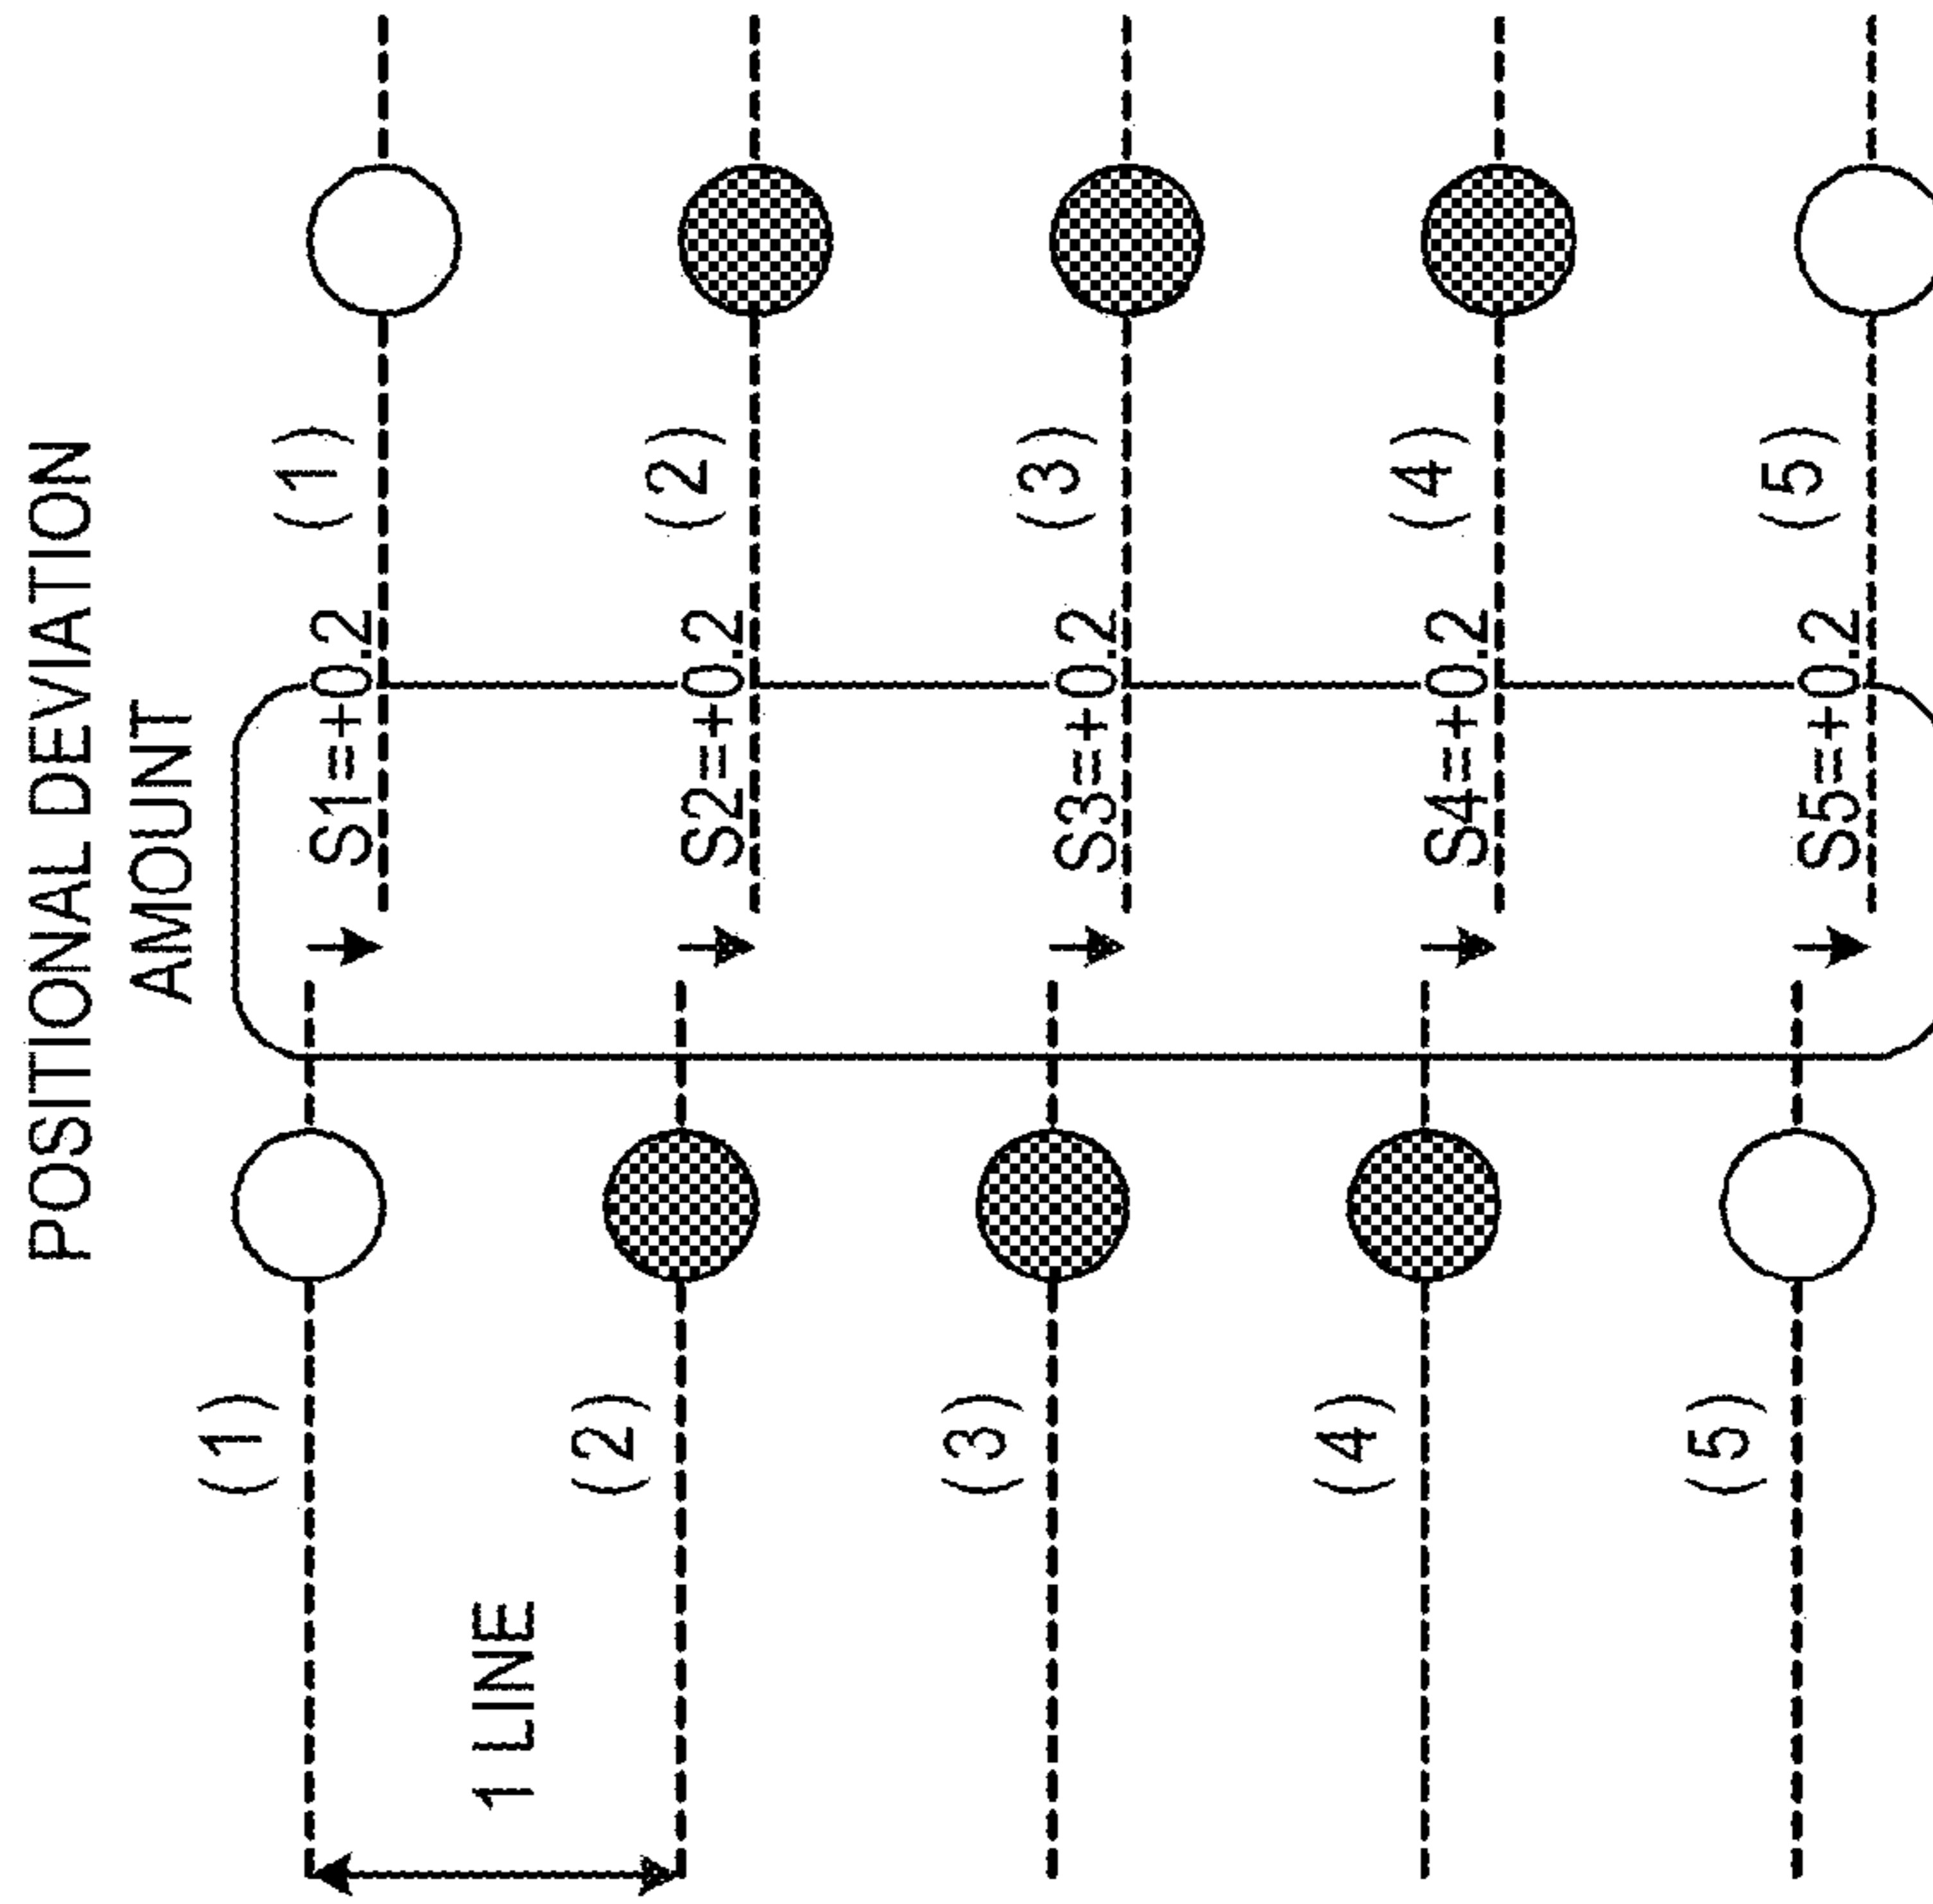 POSITIONAL DEVIATION
AMOUNT
(1)
S1=+0.2
(1)
1 LINE
(2)
S2=+0.2
(2)
(3)
S3=+0.2
(3)
(4)
S4=+0.2
(4)
(5)
S5=+0.2
(5)